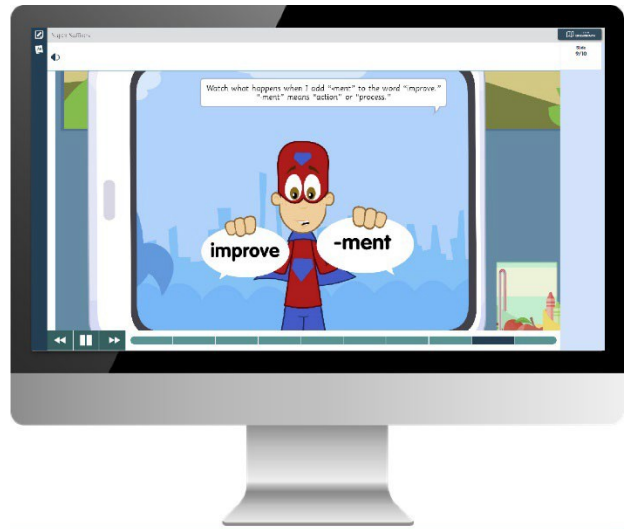 Super Suffixes
Slide
9/10
Watch what happens when I add “-ment” to the word “improve.”
“-ment” means “action” or “process.”
improve
-ment